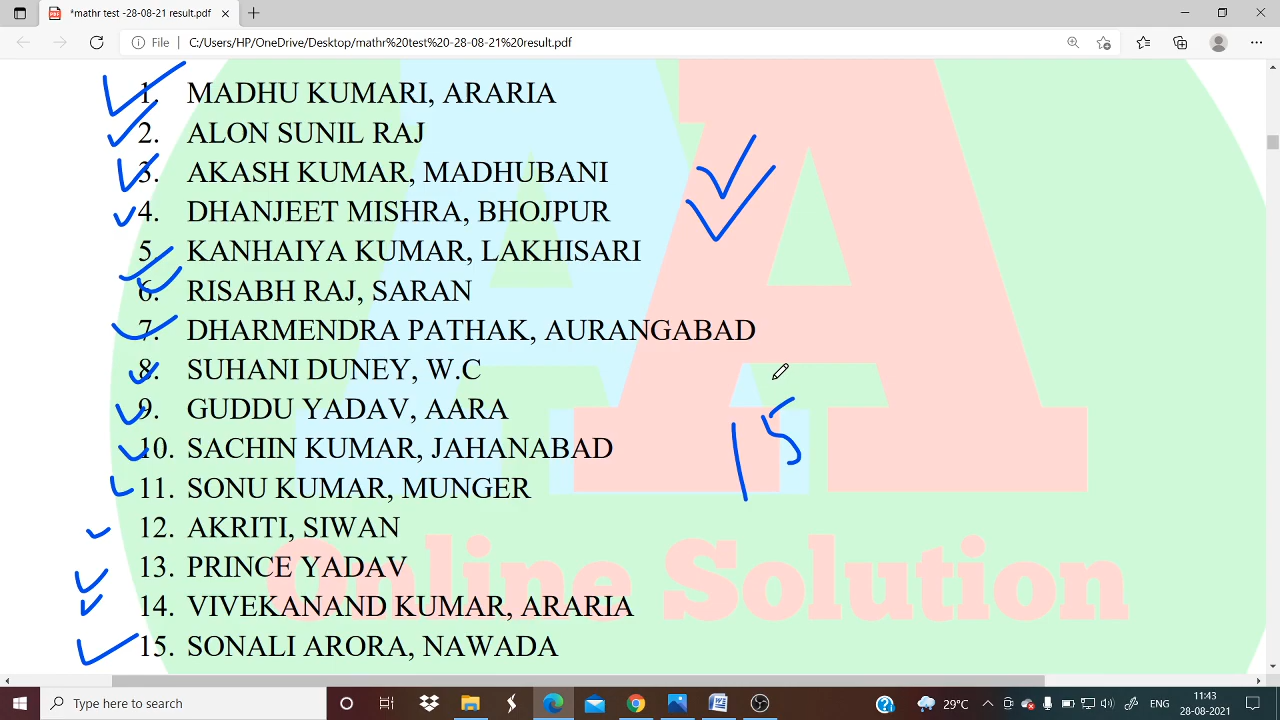 *mathr test -28-08-21 result.pdf
File C:/Users/HP/OneDrive/Desktop/mathr%20test%20-28-08-21%20result.pdf
1. MADHU KUMARI, ARARIA
2. ALON SUNIL RAJ
3. AKASH KUMAR, MADHUBANI
4. DHANJEET MISHRA, BHOJPUR
5. KANHAIYA KUMAR, LAKHISARI
6. RISABH RAJ, SARAN
7. DHARMENDRA PATHAK, AURANGABAD
8. SUHANI DUNEY, W.C
9. GUDDU YADAV, AARA
15
10. SACHIN KUMAR, JAHANABAD
11. SONU KUMAR, MUNGER
12. AKRITI, SIWAN
13. PRINCE YADAV
14. VIVEKANAND KUMAR, ARARIA
15. SONALI ARORA, NAWADA
AA
Online Solution
Type here to search
29°C ENG 11:43
28-08-2021